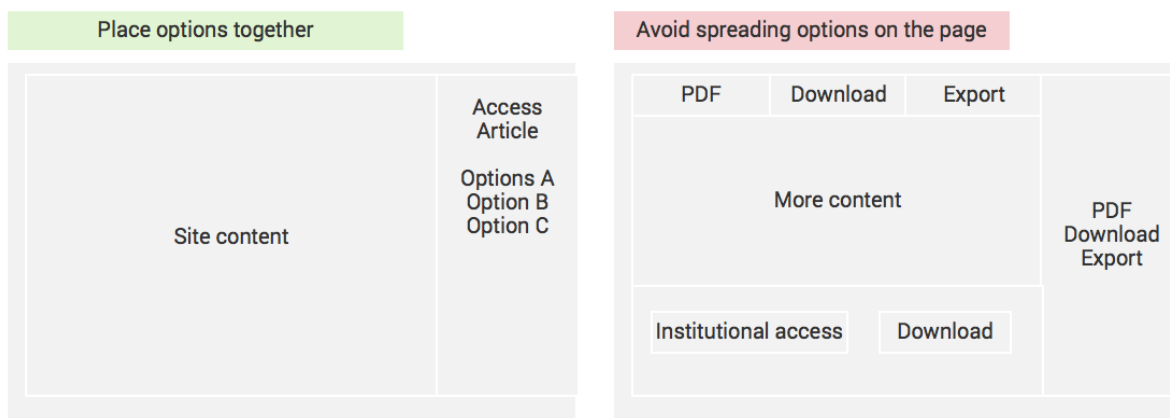 Place options together
Site content
Access
Article
Options A
Option B
Option C
Avoid spreading options on the page
PDF
Download
Export
More content
PDF
Download
Export
Institutional access
Download